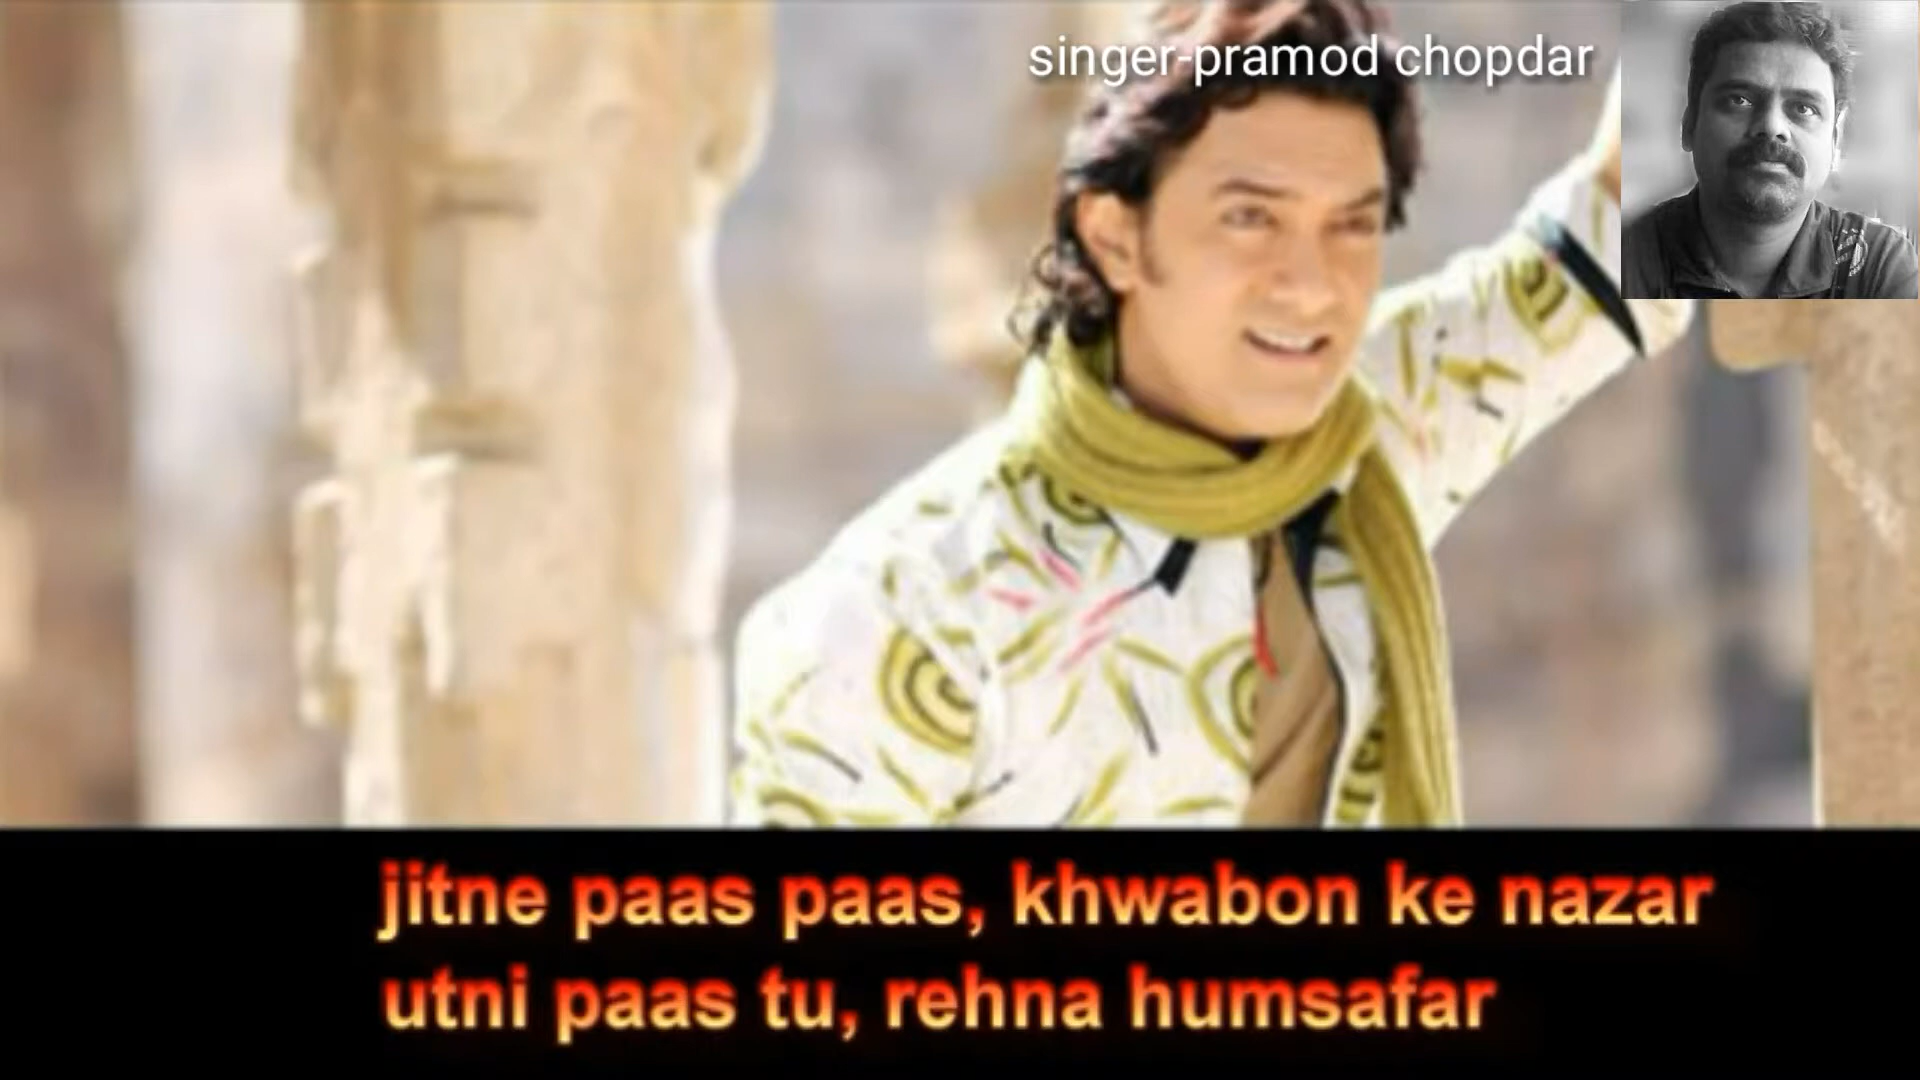 singer-pramod chopdar
jitne paas paas, khwabon ke nazar
utni paas tu, rehna humsafar